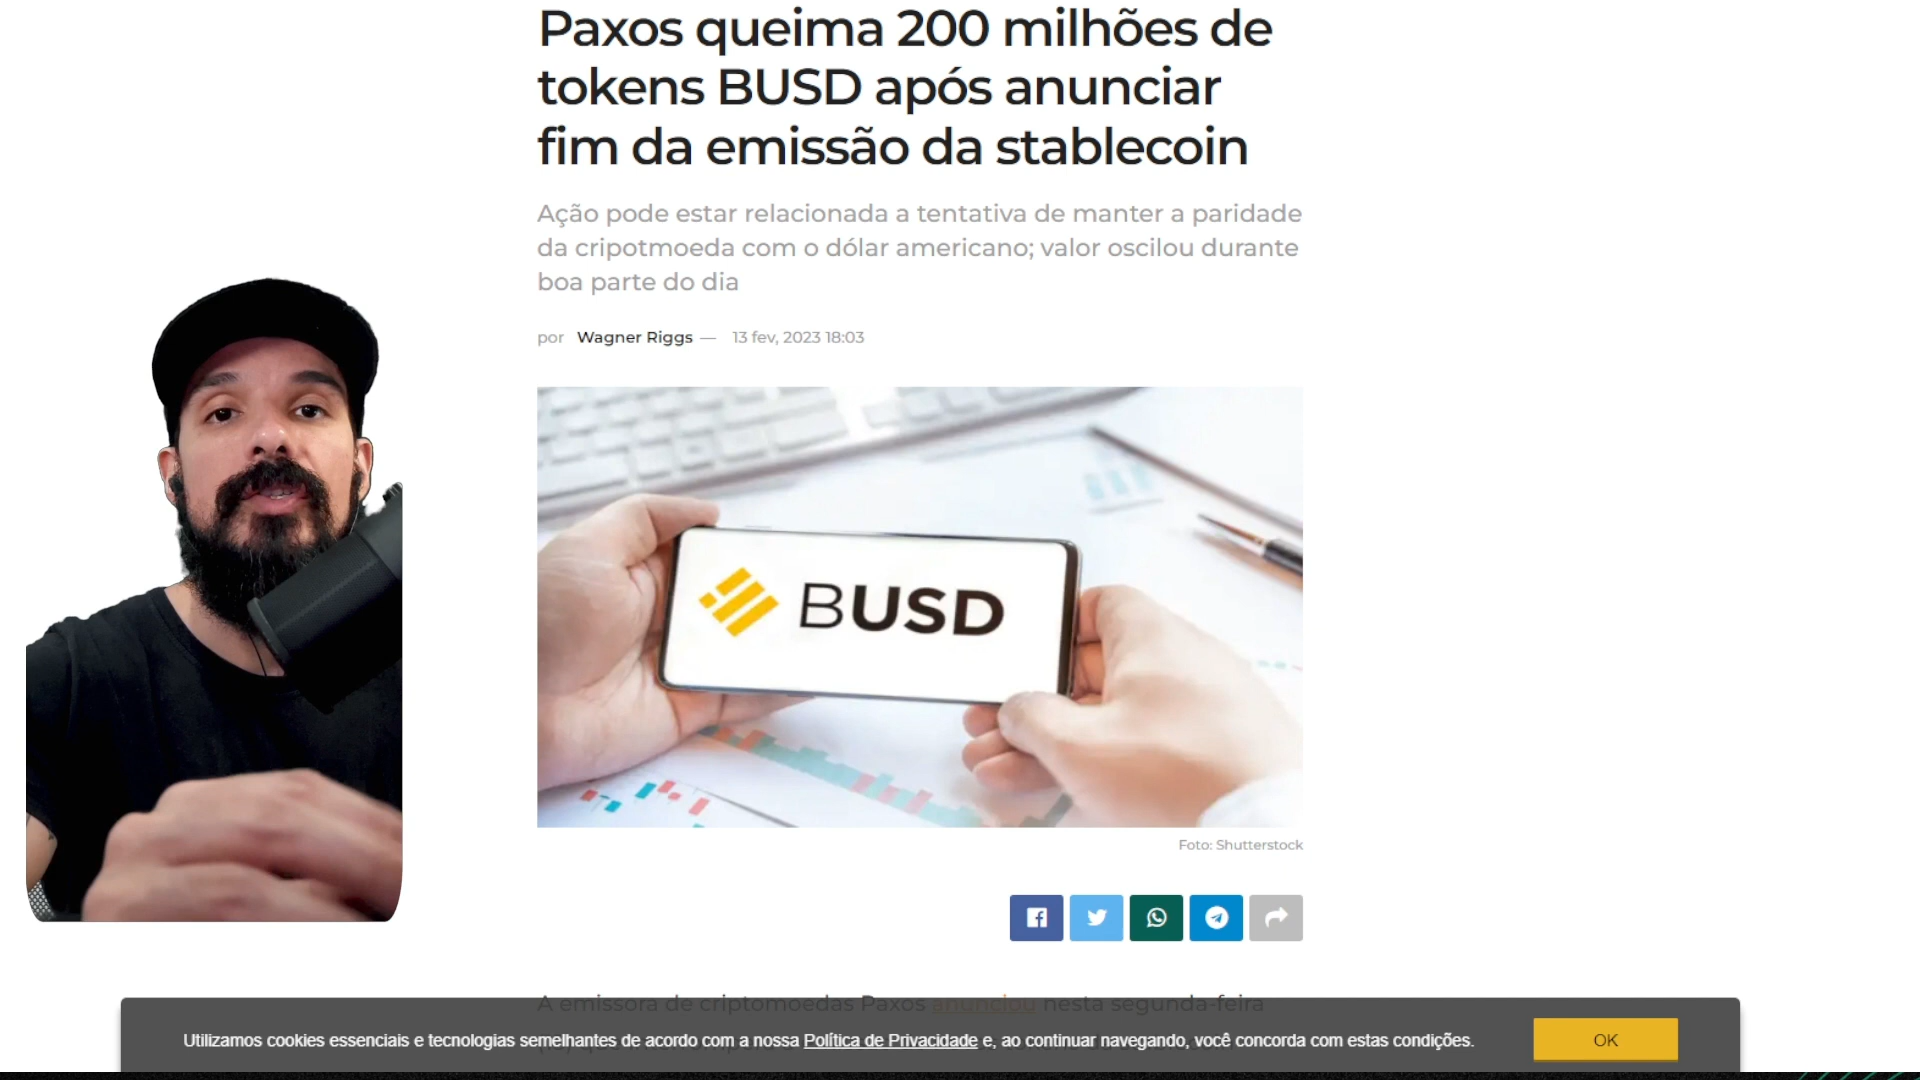 Paxos queima 200 milhões de
tokens BUSD após anunciar
fim da emissão da stablecoin
Ação pode estar relacionada a tentativa de manter a paridade
da cripotmoeda com o dólar americano; valor oscilou durante
boa parte do dia
por Wagner Riggs — 13 fev, 2023 18:03
BUSD
Foto: Shutterstock
A emissora de criptomoedas Paxos anunciou nesta segunda-feira
Utilizamos cookies essenciais e tecnologias semelhantes de acordo com a nossa Política de Privacidade e, ao continuar navegando, você concorda com estas condições.
OK